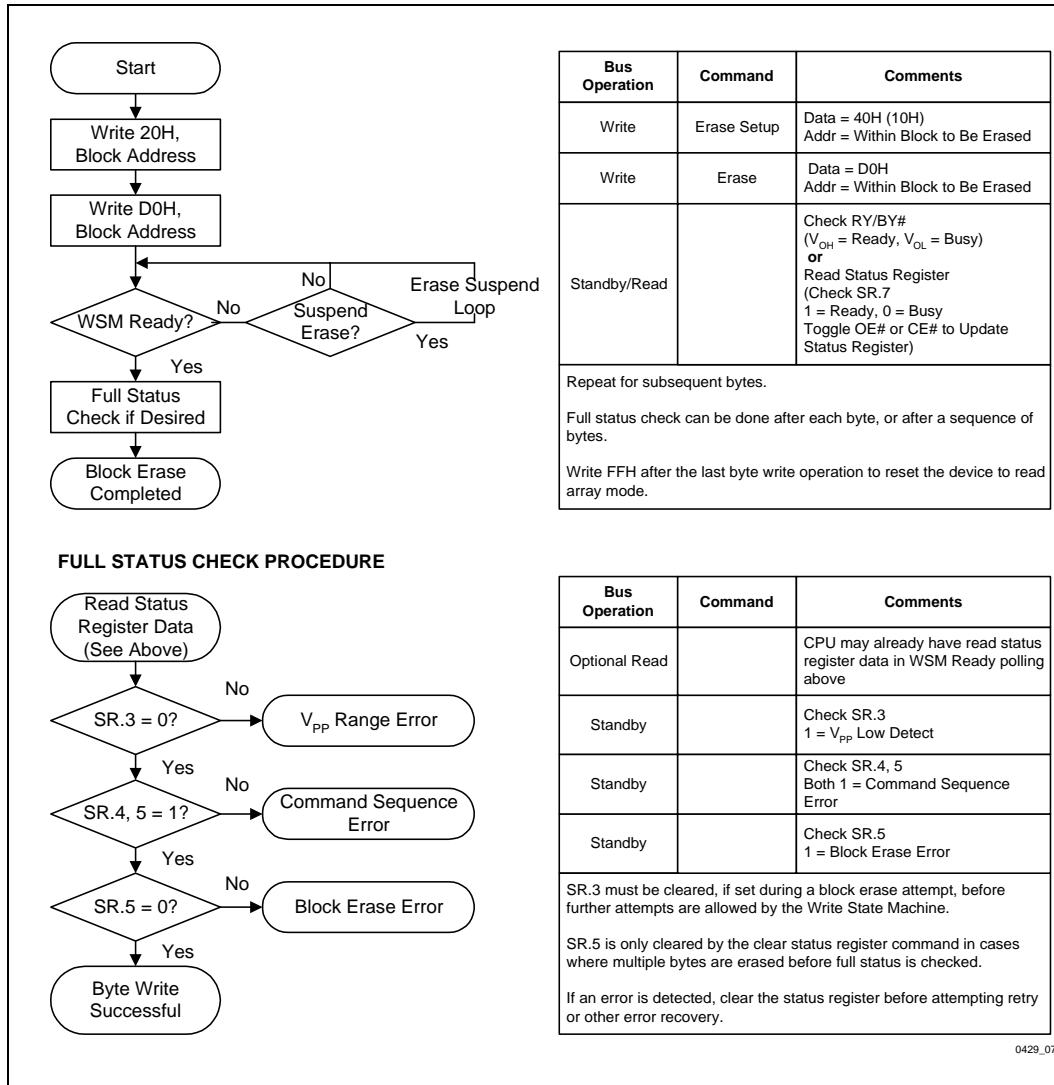 Start
Write 20H,
Block Address
Write D0H,
Block Address
No
Erase Suspend
Loop
WSM Ready?
No
Suspend
Erase?
Yes
Yes
Full Status
Check if Desired
Block Erase
Completed
Bus
Operation
Command
Comments
Write
Erase Setup
Data = 40H (10H)
Addr = Within Block to Be Erased
Write
Erase
Data = D0H
Addr = Within Block to Be Erased
Standby/Read
Check RY/BY#
(VOH = Ready, VOL = Busy)
or
Read Status Register
(Check SR.7
1 = Ready, 0 = Busy
Toggle OE# or CE# to Update
Status Register)
Repeat for subsequent bytes.
Full status check can be done after each byte, or after a sequence of
bytes.
Write FFH after the last byte write operation to reset the device to read
array mode.
FULL STATUS CHECK PROCEDURE
Read Status
Register Data
(See Above)
No
SR.3 = 0?
VPP Range Error
Yes
No
SR.4, 5 = 1?
Command Sequence
Error
Yes
No
SR.5 = 0?
Block Erase Error
Yes
Byte Write
Successful
Bus
Operation
Command
Comments
Optional Read
CPU may already have read status
register data in WSM Ready polling
above
Standby
Check SR.3
1 = VPP Low Detect
Standby
Check SR.4, 5
Both 1 = Command Sequence
Error
Standby
Check SR.5
1 = Block Erase Error
SR.3 must be cleared, if set during a block erase attempt, before
further attempts are allowed by the Write State Machine.
SR.5 is only cleared by the clear status register command in cases
where multiple bytes are erased before full status is checked.
If an error is detected, clear the status register before attempting retry
or other error recovery.
0429_07